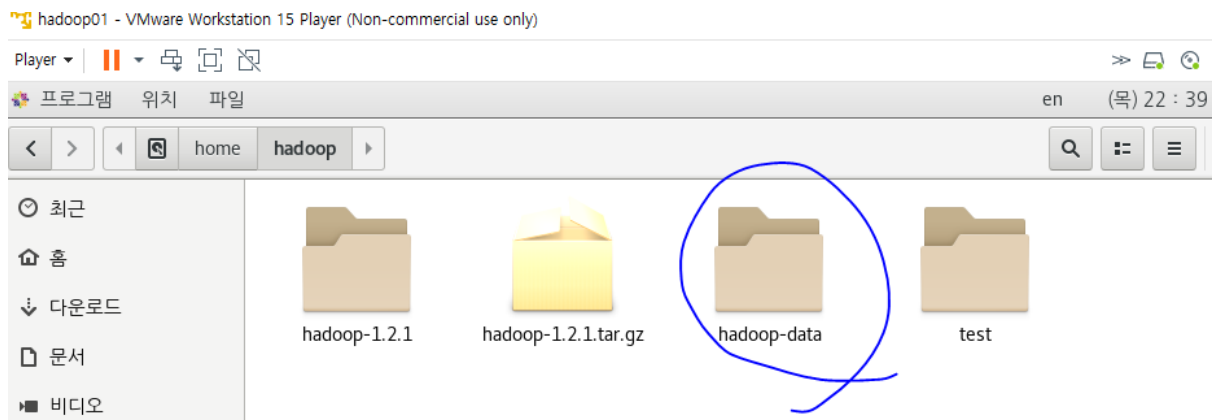 hadoop01 - VMware Workstation 15 Player (Non-commercial use only)
Player
프로그램 위치 파일 en (목) 22 : 39
home hadoop
최근
홈
다운로드
문서
비디오
hadoop-1.2.1 hadoop-1.2.1.tar.gz hadoop-data test